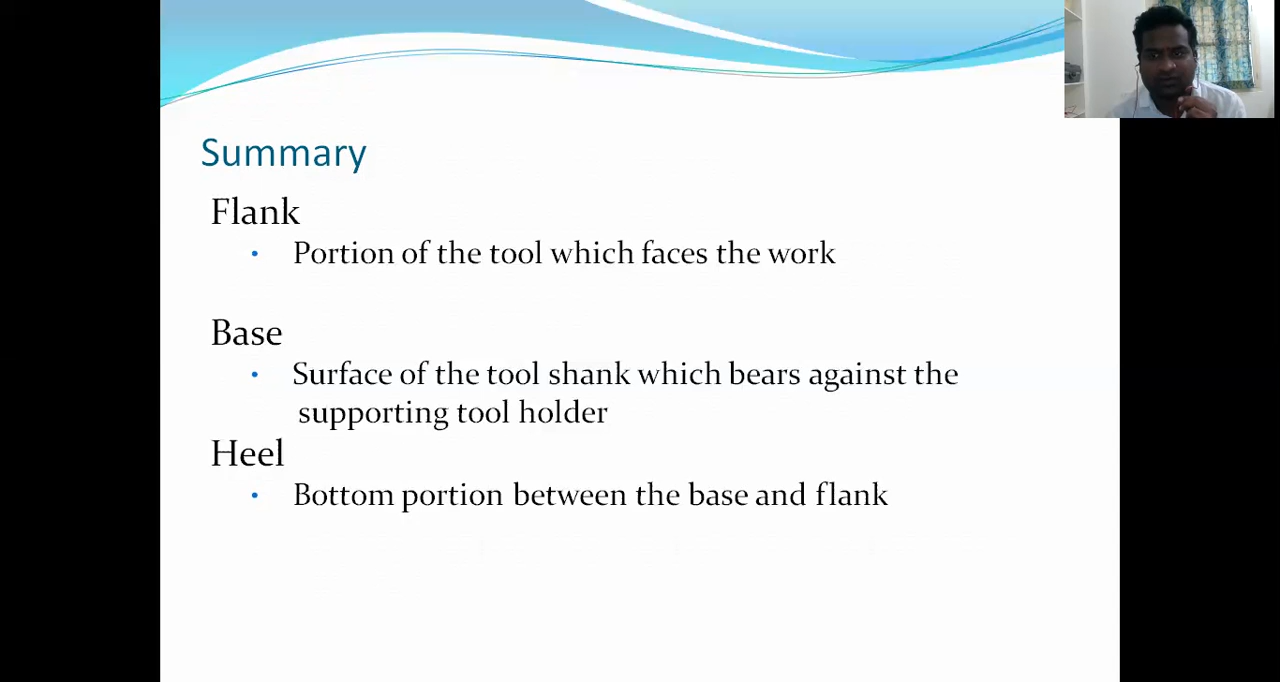 Summary
Flank
• Portion of the tool which faces the work
Base
• Surface of the tool shank which bears against the
supporting tool holder
Heel
• Bottom portion between the base and flank